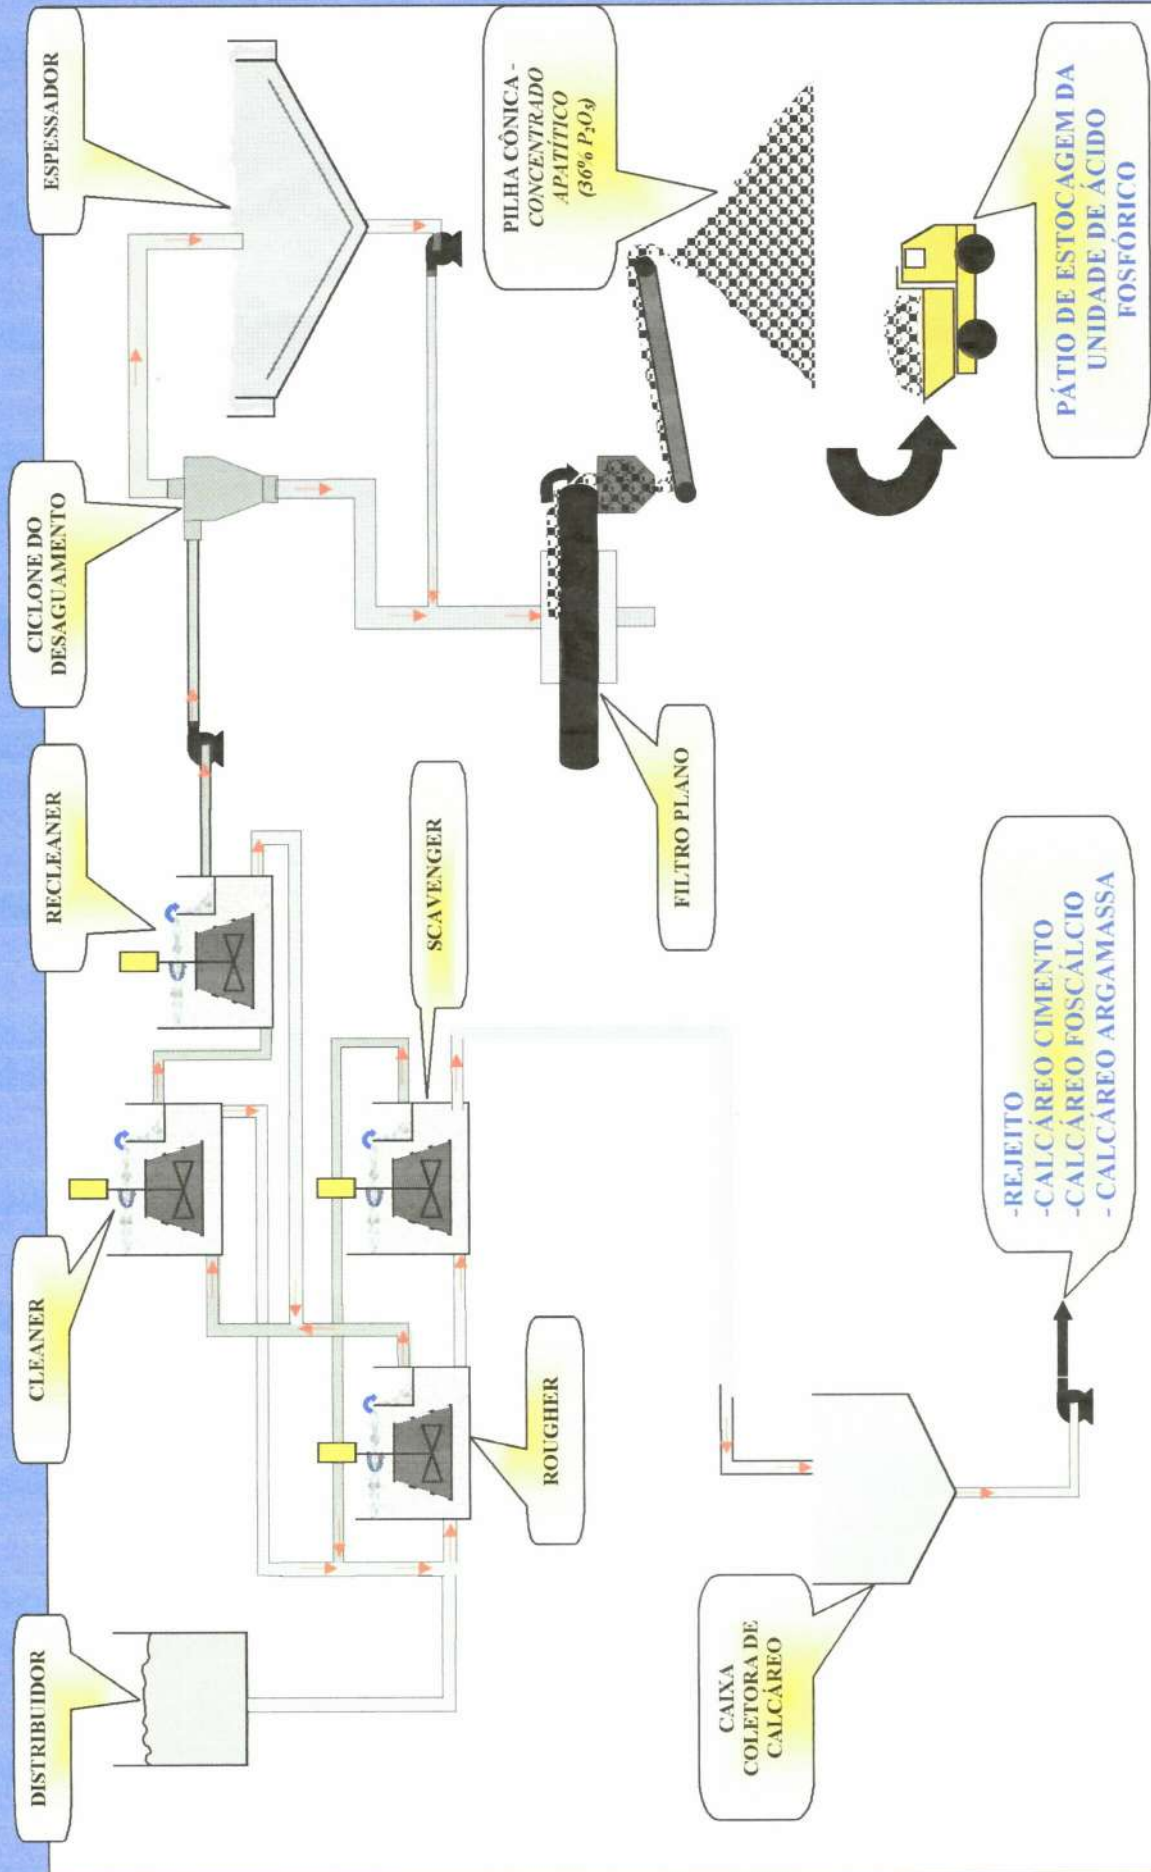 DISTRIBUIDOR
CLEANER
RECLEANER
CICLONE DO
DESAGUAMENTO
ESPESSADOR
ROUGHER
SCAVENGER
FILTRO PLANO
PILHA CÔNICA -
CONCENTRADO
APATÍTICO
(36% P₂O₅)
CAIXA
COLETORA DE
CALCÁREO
-REJEITO
-CALCÁREO CIMENTO
-CALCÁREO FOSCÁLCIO
- CALCÁREO ARGAMASSA
PÁTIO DE ESTOCAGEM DA
UNIDADE DE ÁCIDO
FOSFÓRICO